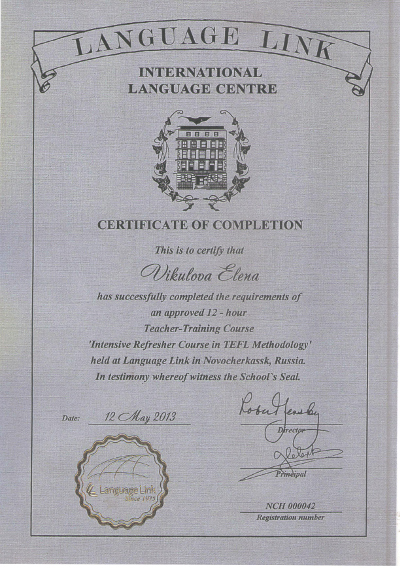 LANGUAGE LINK
INTERNATIONAL
LANGUAGE CENTRE
CERTIFICATE OF COMPLETION
This is to certify that
Vikulova Elena
has successfully completed the requirements of
an approved 12 - hour
Teacher-Training Course
'Intensive Refresher Course in TEFL Methodology'
held at Language Link in Novocherkassk, Russia.
In testimony whereof witness the School`s Seal.
Date: 12 May 2013
Director
Principal
Language Link
Since 1975
NCH 000042
Registration number